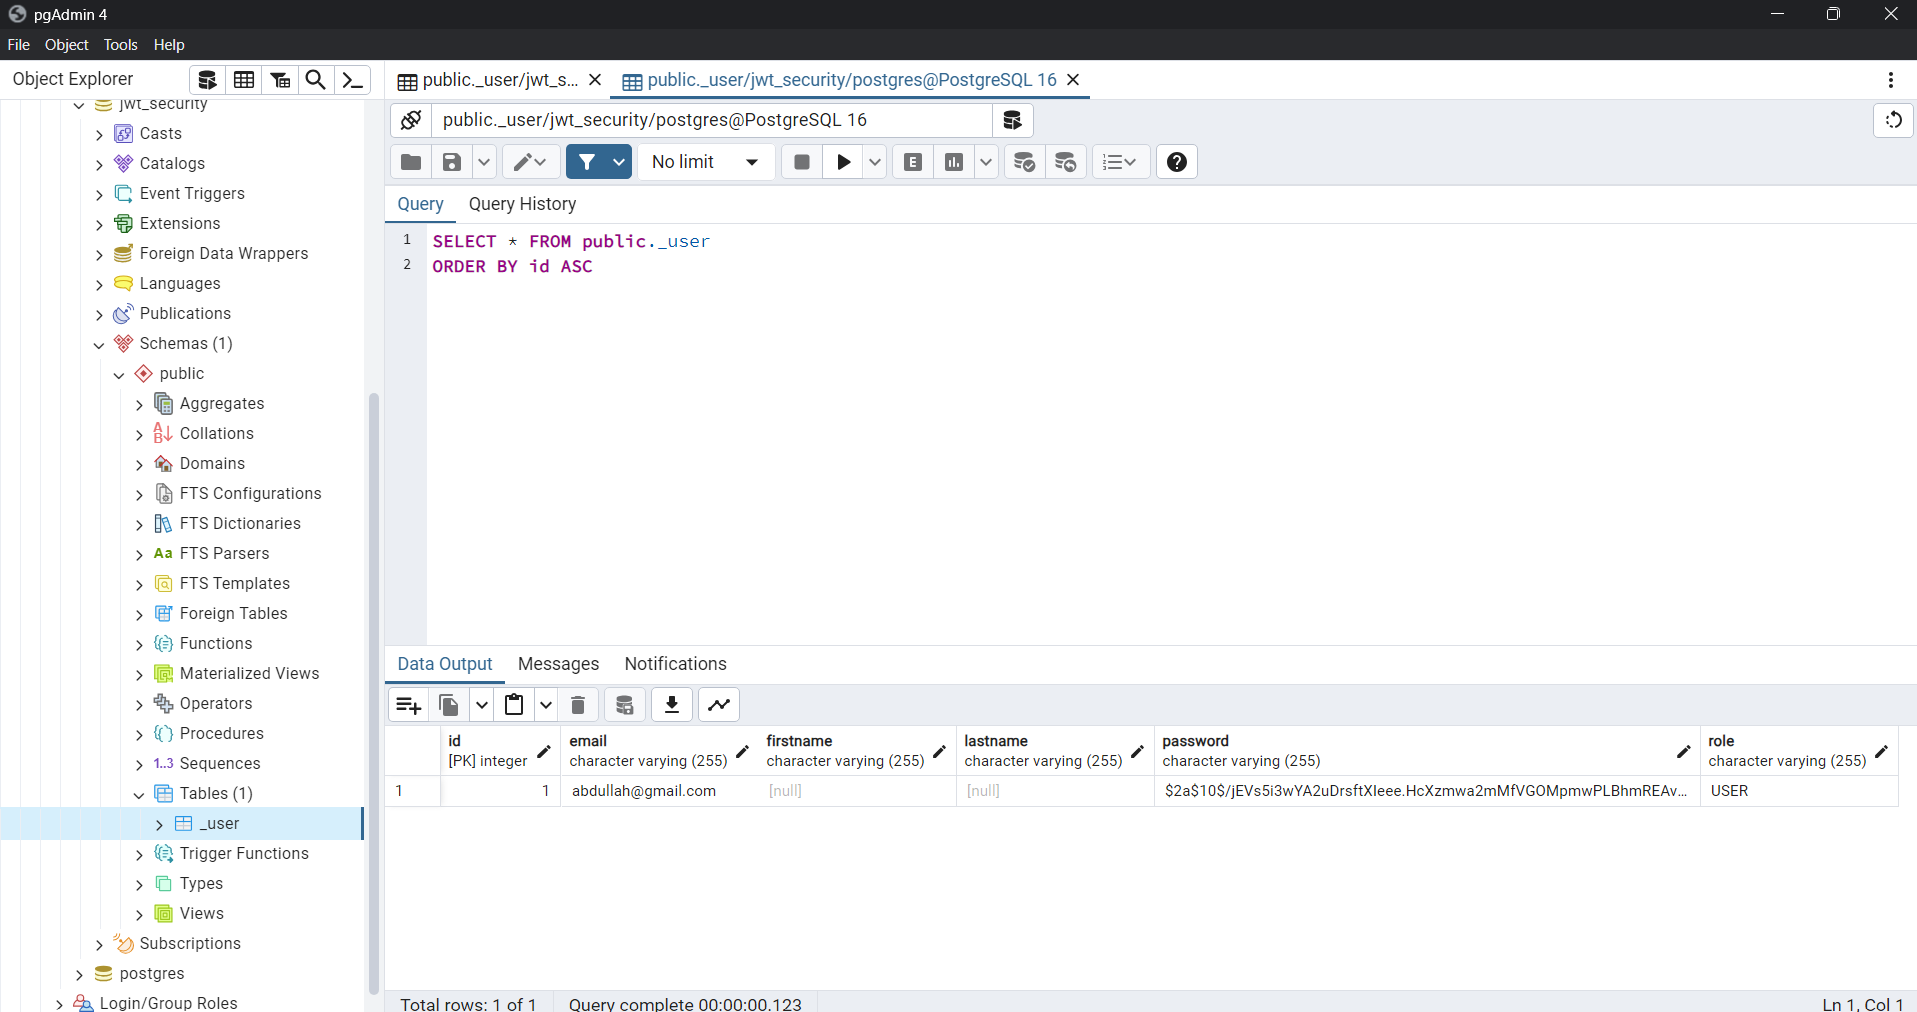 pgAdmin 4
File Object Tools Help
Object Explorer
jwt_security
Casts
Catalogs
Event Triggers
Extensions
Foreign Data Wrappers
Languages
Publications
Schemas (1)
public
Aggregates
Collations
Domains
FTS Configurations
FTS Dictionaries
Aa FTS Parsers
FTS Templates
Foreign Tables
Functions
Materialized Views
Operators
Procedures
1..3 Sequences
Tables (1)
_user
Trigger Functions
Types
Views
Subscriptions
postgres
Login/Group Roles
public._user/jwt_s... public._user/jwt_security/postgres@PostgreSQL 16
public._user/jwt_security/postgres@PostgreSQL 16
No limit E
Query Query History
1 SELECT * FROM public._user
2 ORDER BY id ASC
Data Output Messages Notifications
id email firstname lastname password role
[PK] integer character varying (255) character varying (255) character varying (255) character varying (255) character varying (255)
1 1 abdullah@gmail.com [null] [null] $2a$10$/jEVs5i3wYA2uDrsftXleee.HcXzmwa2mMfVGOMpmwPLBhmREAv... USER
Total rows: 1 of 1 Query complete 00:00:00.123 Ln 1, Col 1